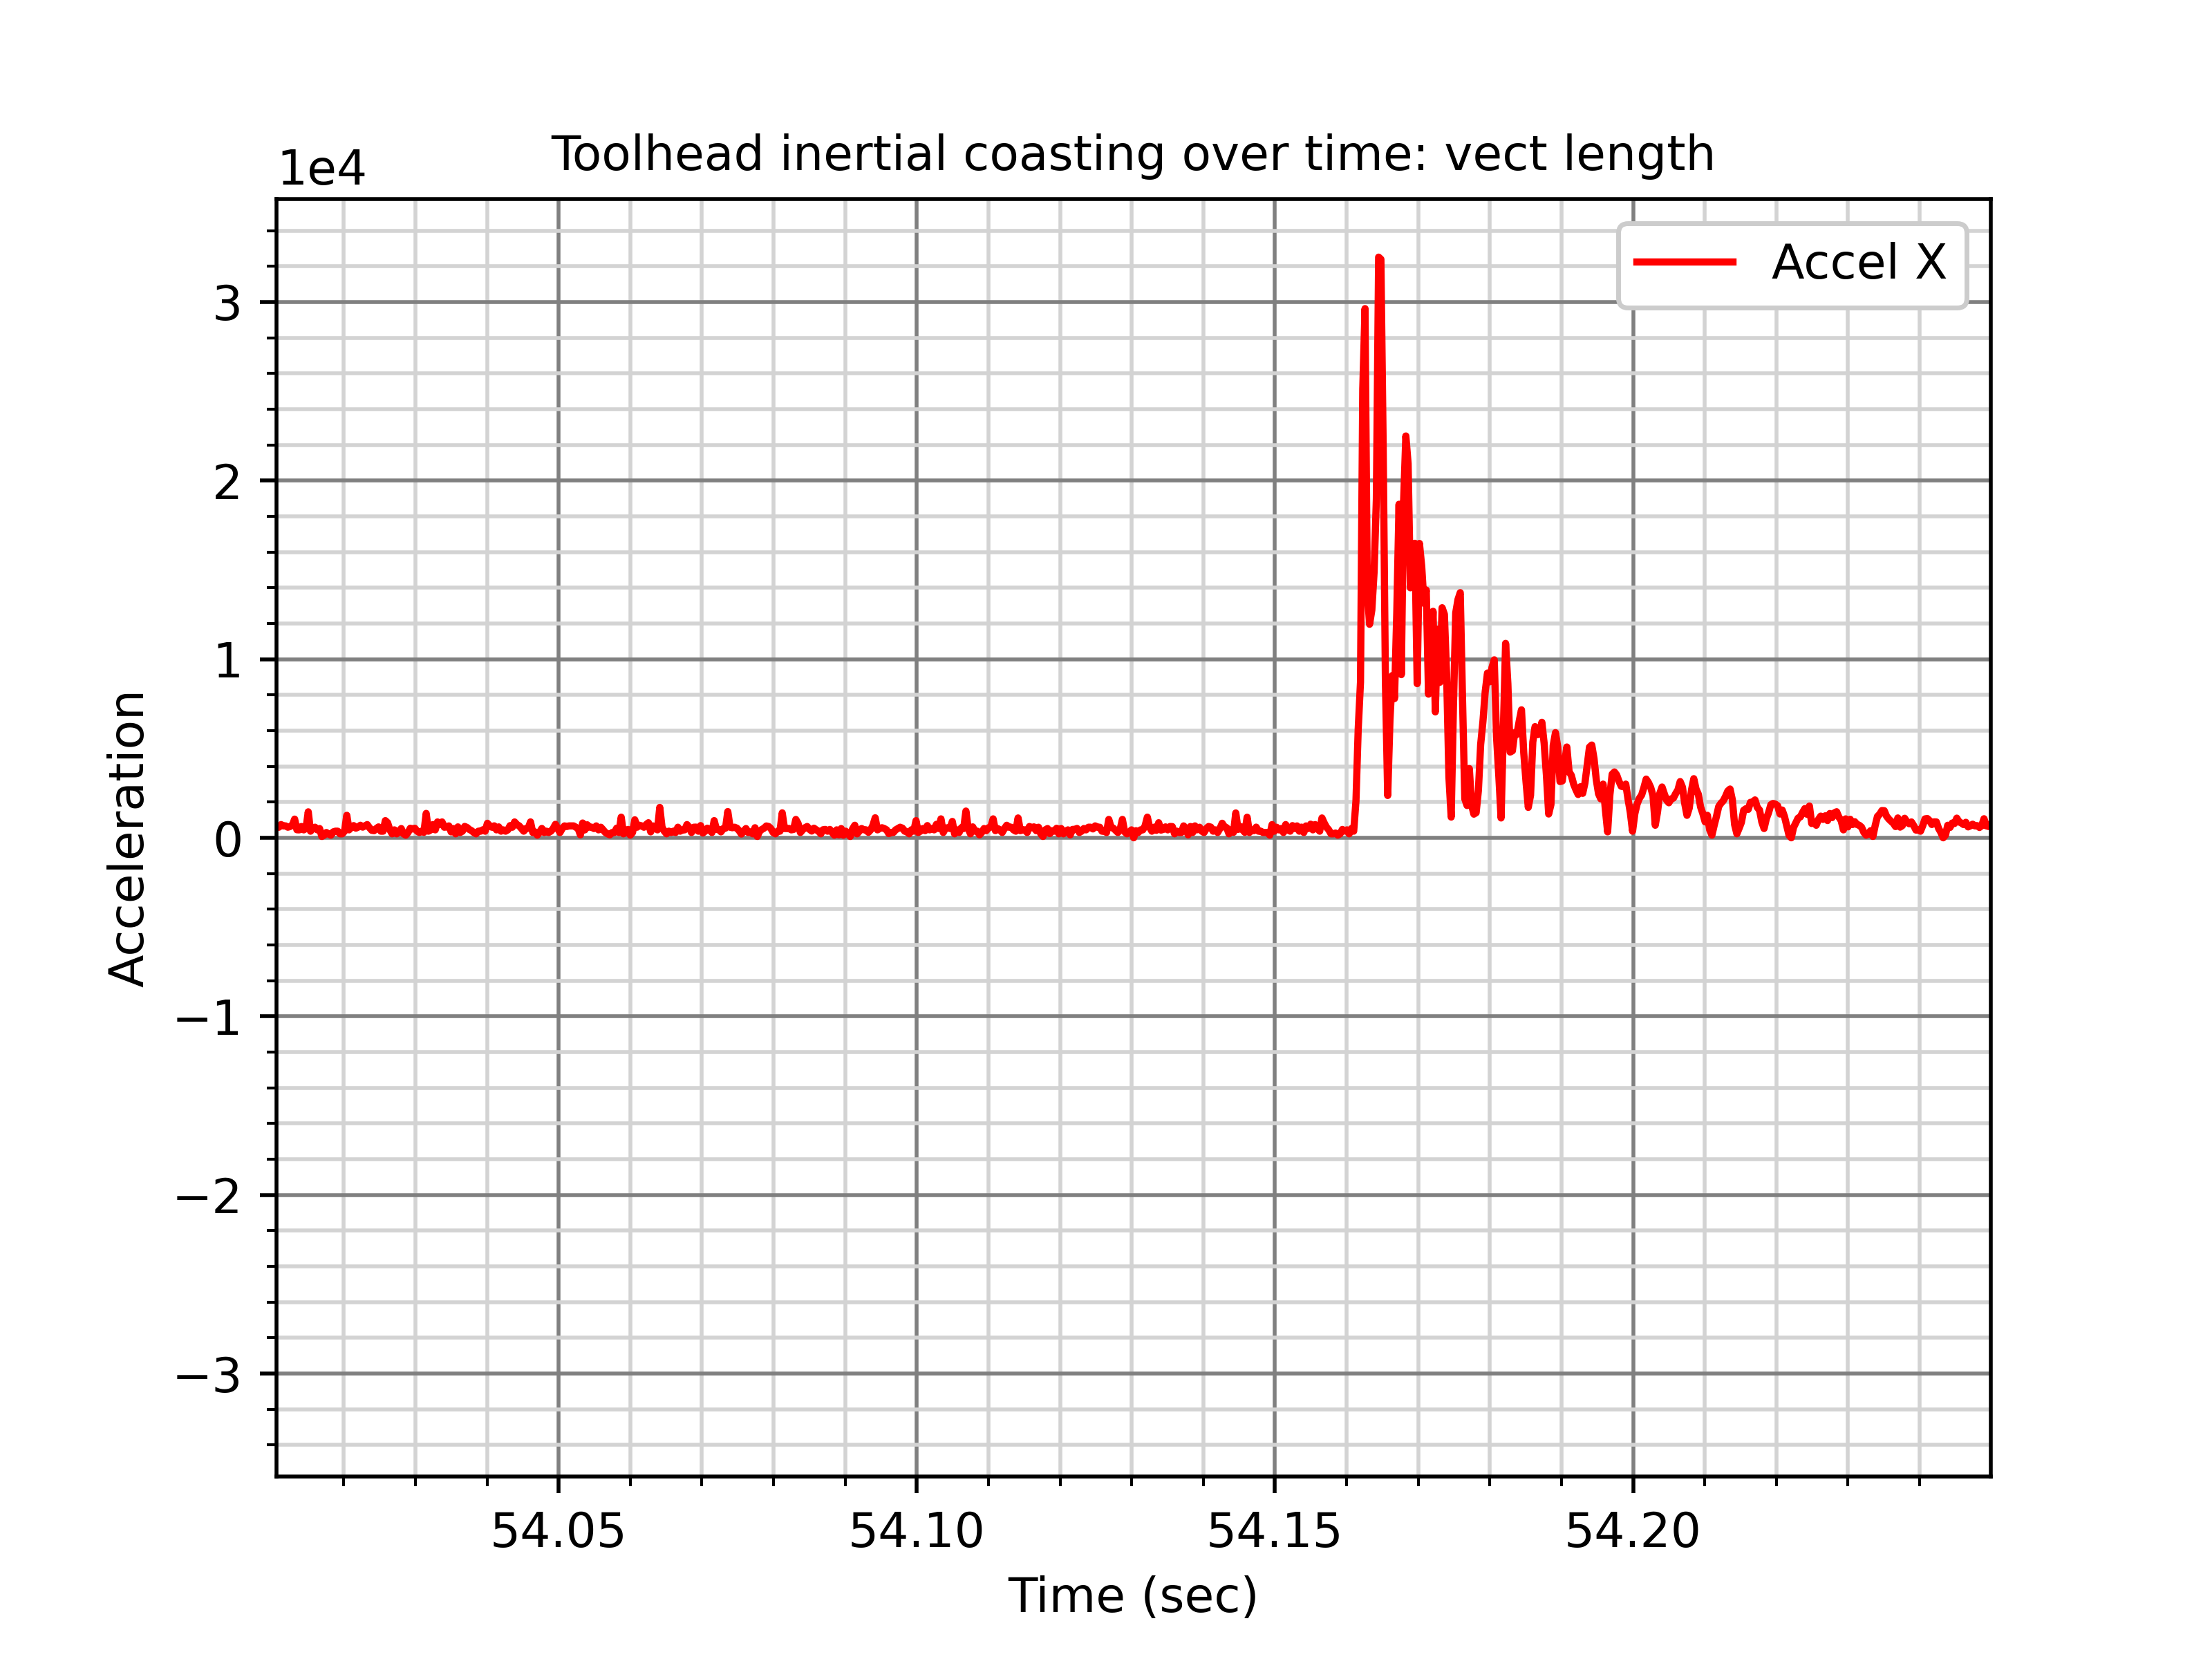 Toolhead inertial coasting over time: vect length
1e4
Accel X
3
2
1
0
−1
−2
−3
Acceleration
54.05 54.10 54.15 54.20
Time (sec)